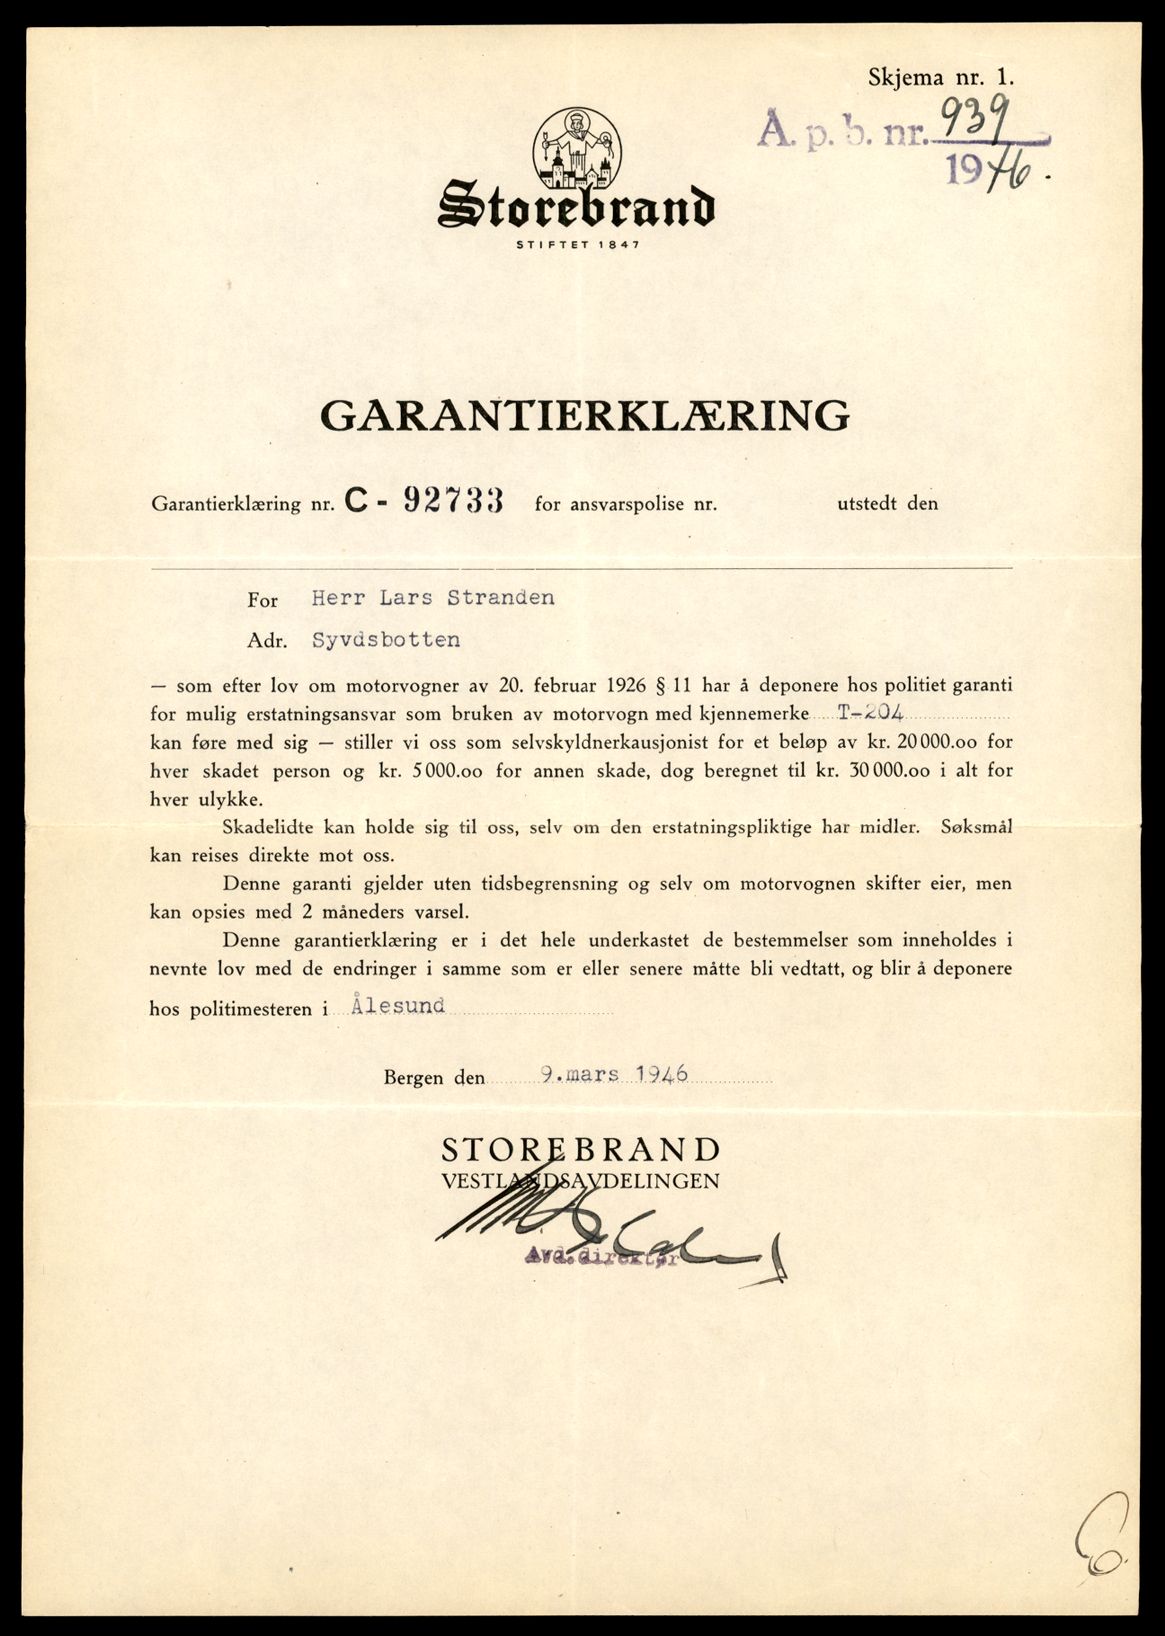 Skjema nr. 1.
A. p. b. nr. 939
1946.
Storebrand
STIFTET 1847
GARANTIERKLÆRING
Garantierklæring nr. C - 92733 for ansvarspolise nr. utstedt den
For Herr Lars Stranden
Adr. Syvdsbotten
— som efter lov om motorvogner av 20. februar 1926 § 11 har å deponere hos politiet garanti
for mulig erstatningsansvar som bruken av motorvogn med kjennemerke T-204
kan føre med sig — stiller vi oss som selvskyldnerkausjonist for et beløp av kr. 20 000.oo for
hver skadet person og kr. 5 000.oo for annen skade, dog beregnet til kr. 30 000.oo i alt for
hver ulykke.
Skadelidte kan holde sig til oss, selv om den erstatningspliktige har midler. Søksmål
kan reises direkte mot oss.
Denne garanti gjelder uten tidsbegrensning og selv om motorvognen skifter eier, men
kan opsies med 2 måneders varsel.
Denne garantierklæring er i det hele underkastet de bestemmelser som inneholdes i
nevnte lov med de endringer i samme som er eller senere måtte bli vedtatt, og blir å deponere
hos politimesteren i Ålesund
Bergen den 9.mars 1946
STOREBRAND
VESTLANDSAVDELINGEN
Avd.direktør